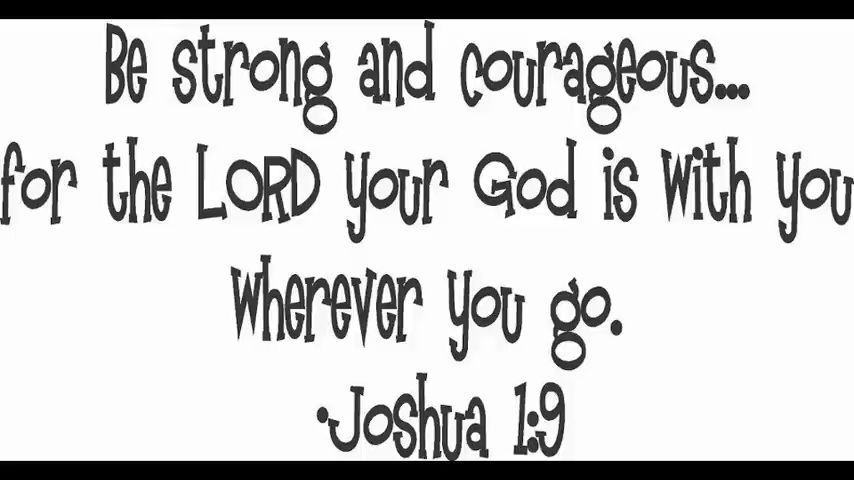 Be strong and courageous...
for the LORD your God is with you
wherever you go.
•Joshua 1:9